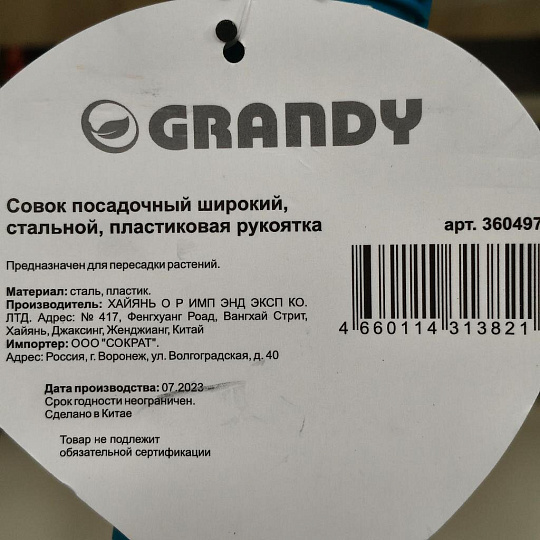 GRANDY
Совок посадочный широкий,
стальной, пластиковая рукоятка
арт. 360497
Предназначен для пересадки растений.
Материал: сталь, пластик.
Производитель: ХАЙЯНЬ О Р ИМП ЭНД ЭКСП КО.
ЛТД. Адрес: № 417, Фенгхуанг Роад, Вангхай Стрит,
Хайянь, Джаксинг, Женджианг, Китай
Импортер: ООО "СОКРАТ".
Адрес: Россия, г. Воронеж, ул. Волгоградская, д. 40
4 660114 313821
Дата производства: 07.2023
Срок годности неограничен.
Сделано в Китае
Товар не подлежит
обязательной сертификации